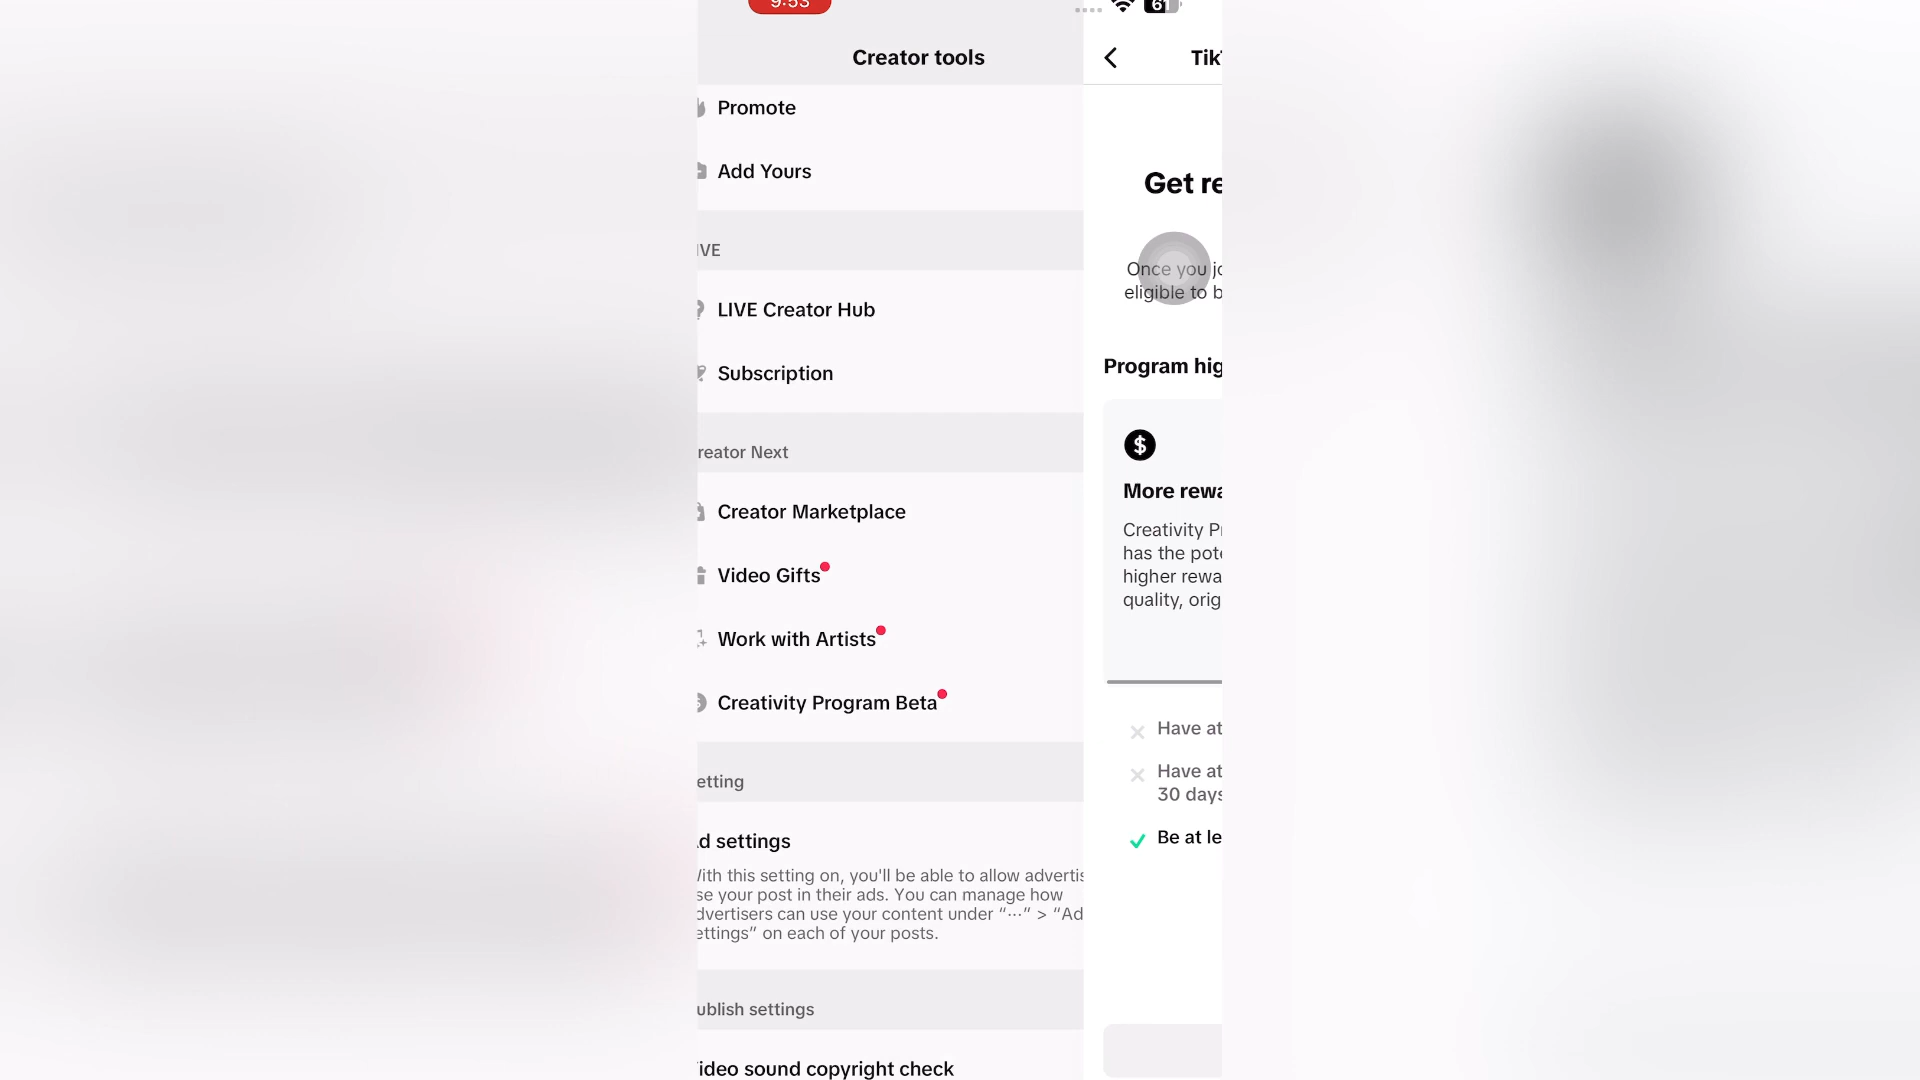 9:53
61
Creator tools
Promote
Add Yours
IVE
LIVE Creator Hub
Subscription
reator Next
Creator Marketplace
Video Gifts
Work with Artists
Creativity Program Beta
etting
d settings
ith this setting on, you'll be able to allow advertis
se your post in their ads. You can manage how
dvertisers can use your content under “···” > “Ad
ettings” on each of your posts.
ublish settings
ideo sound copyright check
Tik
Get re
Once you jo
eligible to b
Program hig
$
More rewa
Creativity P
has the pote
higher rewa
quality, orig
Have at
Have at
30 days
Be at le